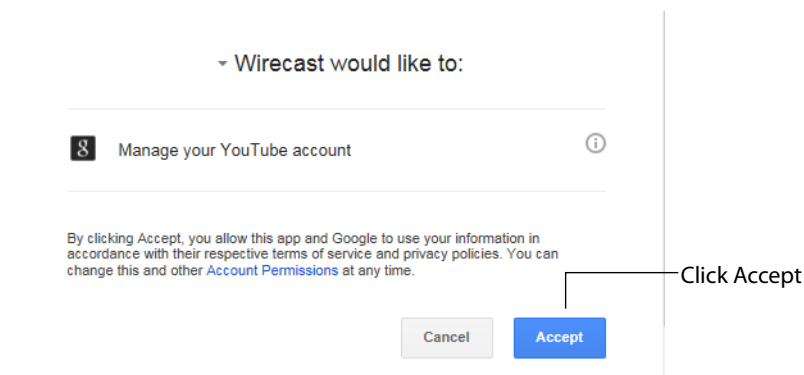 Wirecast would like to:
8 Manage your YouTube account i
By clicking Accept, you allow this app and Google to use your information in
accordance with their respective terms of service and privacy policies. You can
change this and other Account Permissions at any time.
Click Accept
Cancel Accept